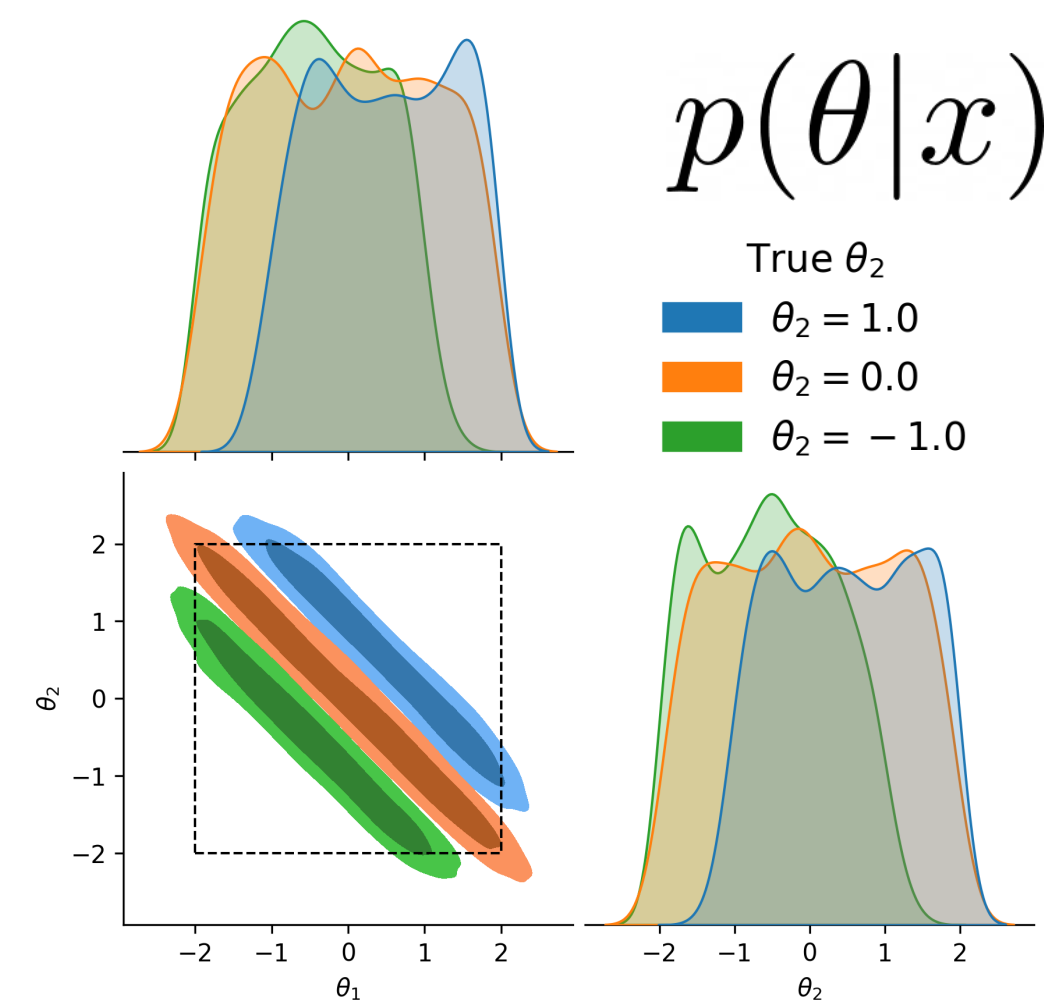 p(θ|x)
True θ₂
θ₂ = 1.0
θ₂ = 0.0
θ₂ = −1.0
2
1
0
−1
−2
θ₂
−2 −1 0 1 2
θ₁
−2 −1 0 1 2
θ₂